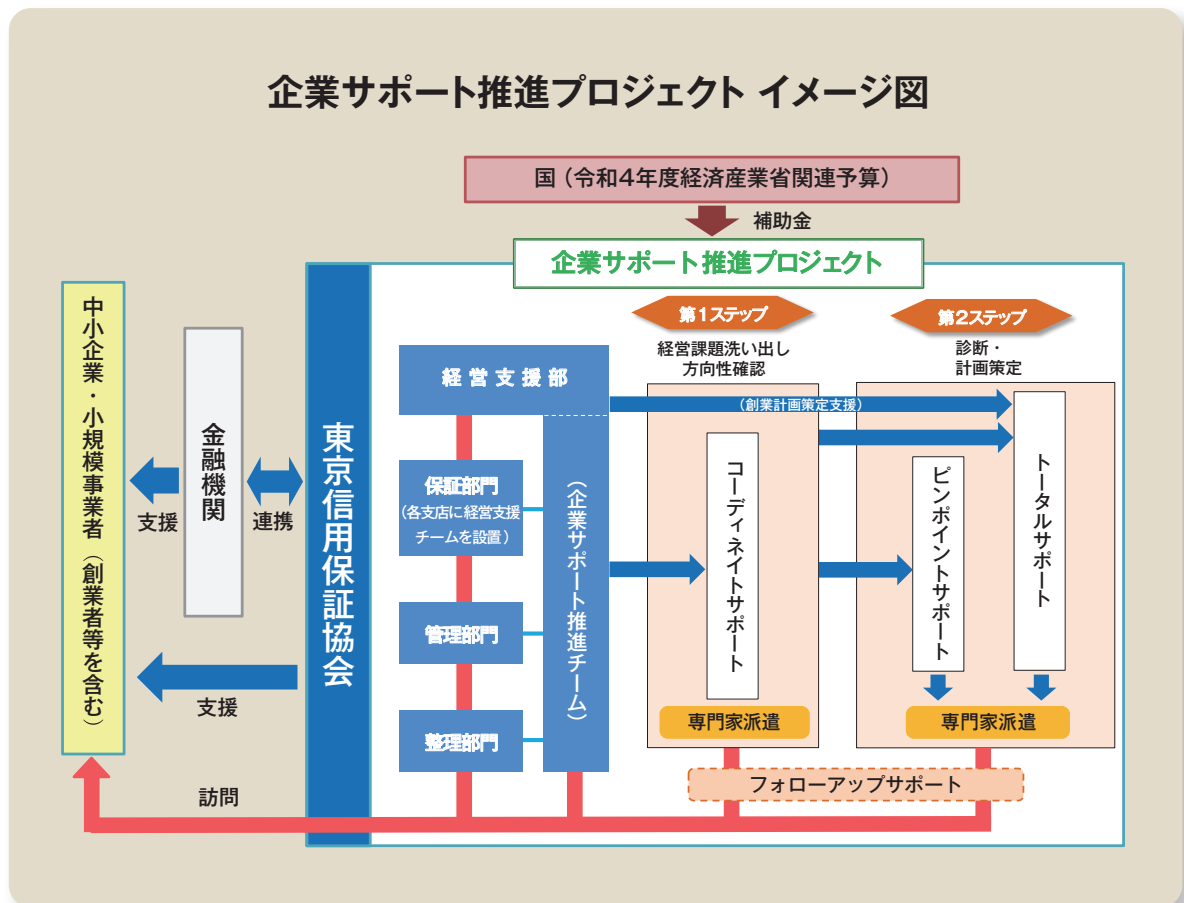 企業サポート推進プロジェクト イメージ図
国（令和4年度経済産業省関連予算）
補助金
企業サポート推進プロジェクト
中小企業・小規模事業者（創業者等を含む）
支援
金融機関
連携
支援
訪問
東京信用保証協会
経営支援部
保証部門
（各支店に経営支援
チームを設置）
管理部門
整理部門
（企業サポート推進チーム）
第1ステップ
経営課題洗い出し
方向性確認
（創業計画策定支援）
コーディネイトサポート
専門家派遣
第2ステップ
診断・
計画策定
ピンポイントサポート
トータルサポート
専門家派遣
フォローアップサポート